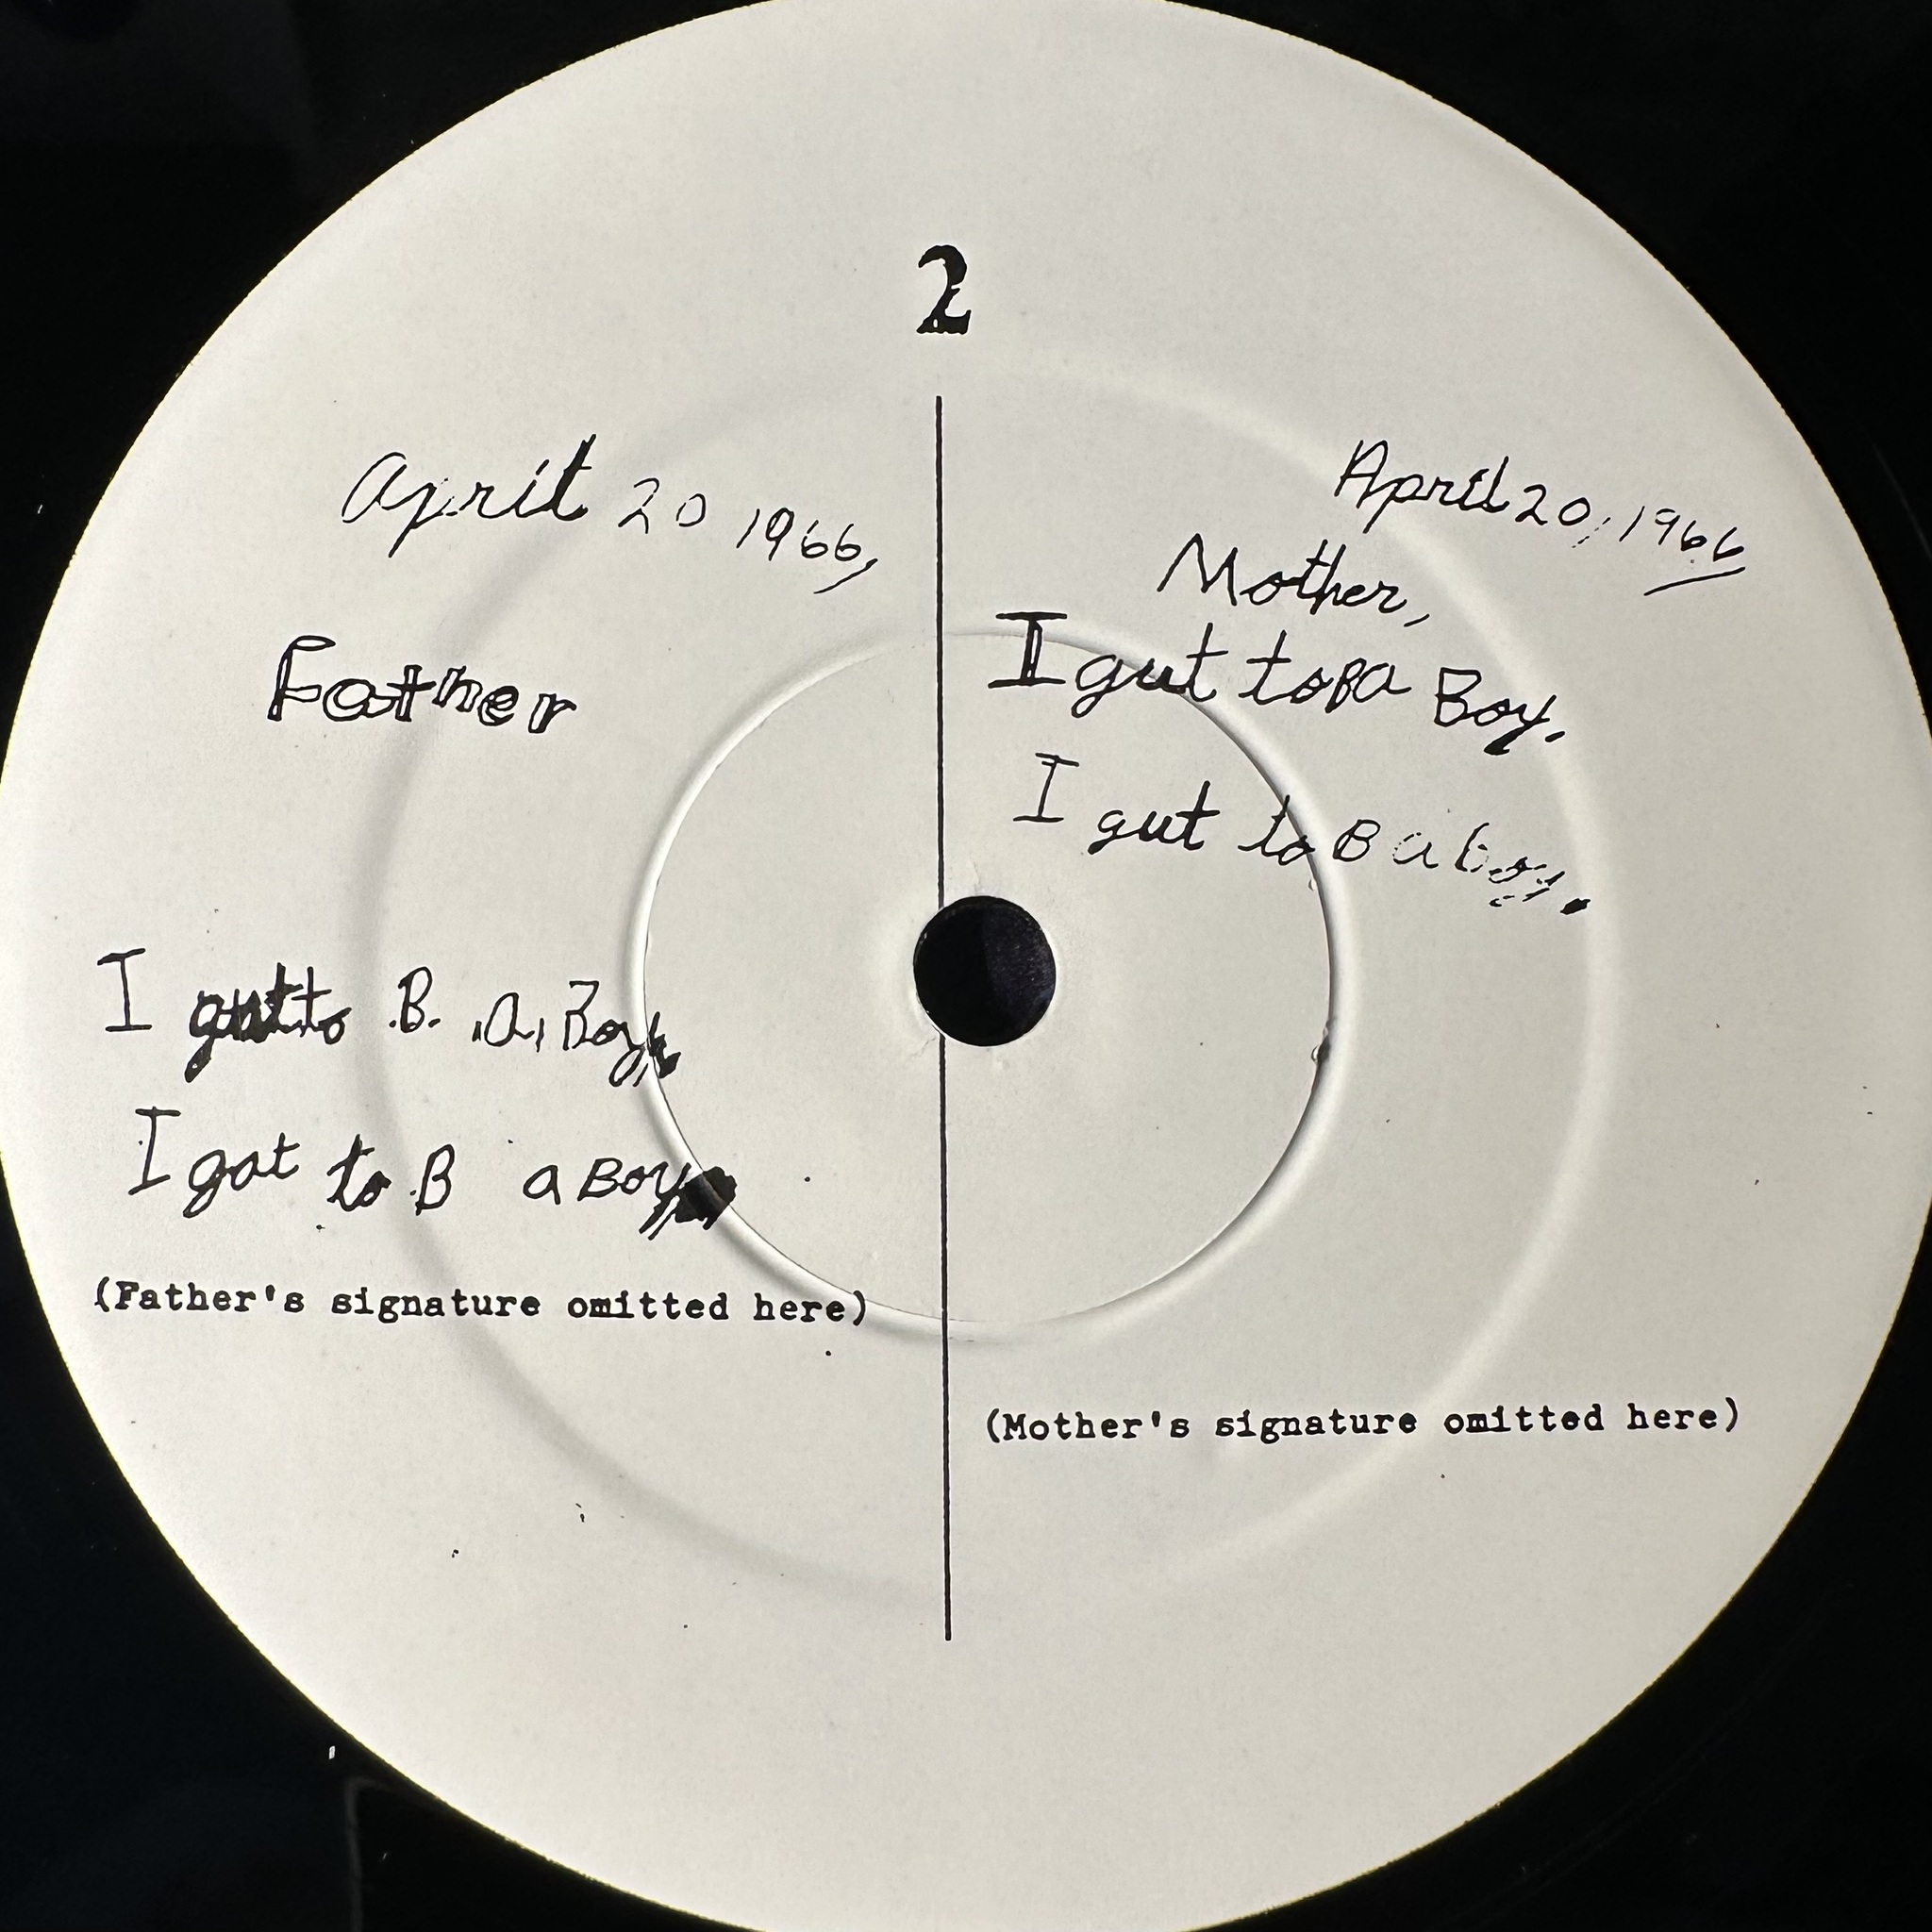 2
April 20 1966,
Father
I gutto B. A, Boy,
I got to B a Boy
(Father's signature omitted here)
April 20, 1966
Mother,
I gut to Ba Boy.
I gut to B a boy.
(Mother's signature omitted here)